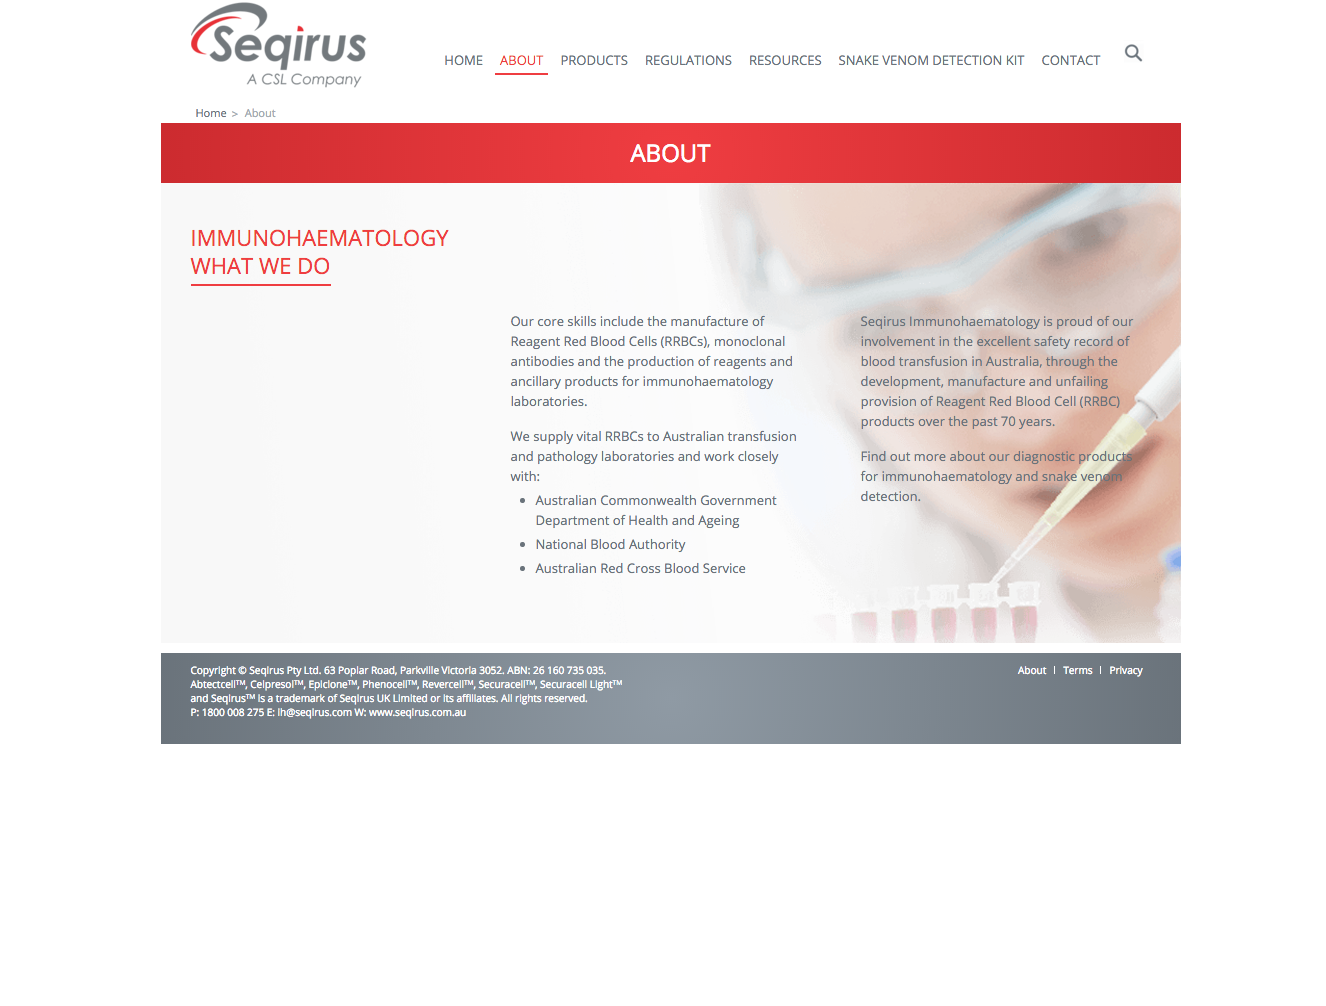 Seqirus
A CSL Company
HOME ABOUT PRODUCTS REGULATIONS RESOURCES SNAKE VENOM DETECTION KIT CONTACT
Home > About
ABOUT
IMMUNOHAEMATOLOGY
WHAT WE DO
Our core skills include the manufacture of
Reagent Red Blood Cells (RRBCs), monoclonal
antibodies and the production of reagents and
ancillary products for immunohaematology
laboratories.
We supply vital RRBCs to Australian transfusion
and pathology laboratories and work closely
with:
• Australian Commonwealth Government
Department of Health and Ageing
• National Blood Authority
• Australian Red Cross Blood Service
Seqirus Immunohaematology is proud of our
involvement in the excellent safety record of
blood transfusion in Australia, through the
development, manufacture and unfailing
provision of Reagent Red Blood Cell (RRBC)
products over the past 70 years.
Find out more about our diagnostic products
for immunohaematology and snake venom
detection.
Copyright © Seqirus Pty Ltd. 63 Poplar Road, Parkville Victoria 3052. ABN: 26 160 735 035.
Abtectcell™, Celpresol™, Epiclone™, Phenocell™, Revercell™, Securacell™, Securacell Light™
and Seqirus™ is a trademark of Seqirus UK Limited or its affiliates. All rights reserved.
P: 1800 008 275 E: ih@seqirus.com W: www.seqirus.com.au
About | Terms | Privacy